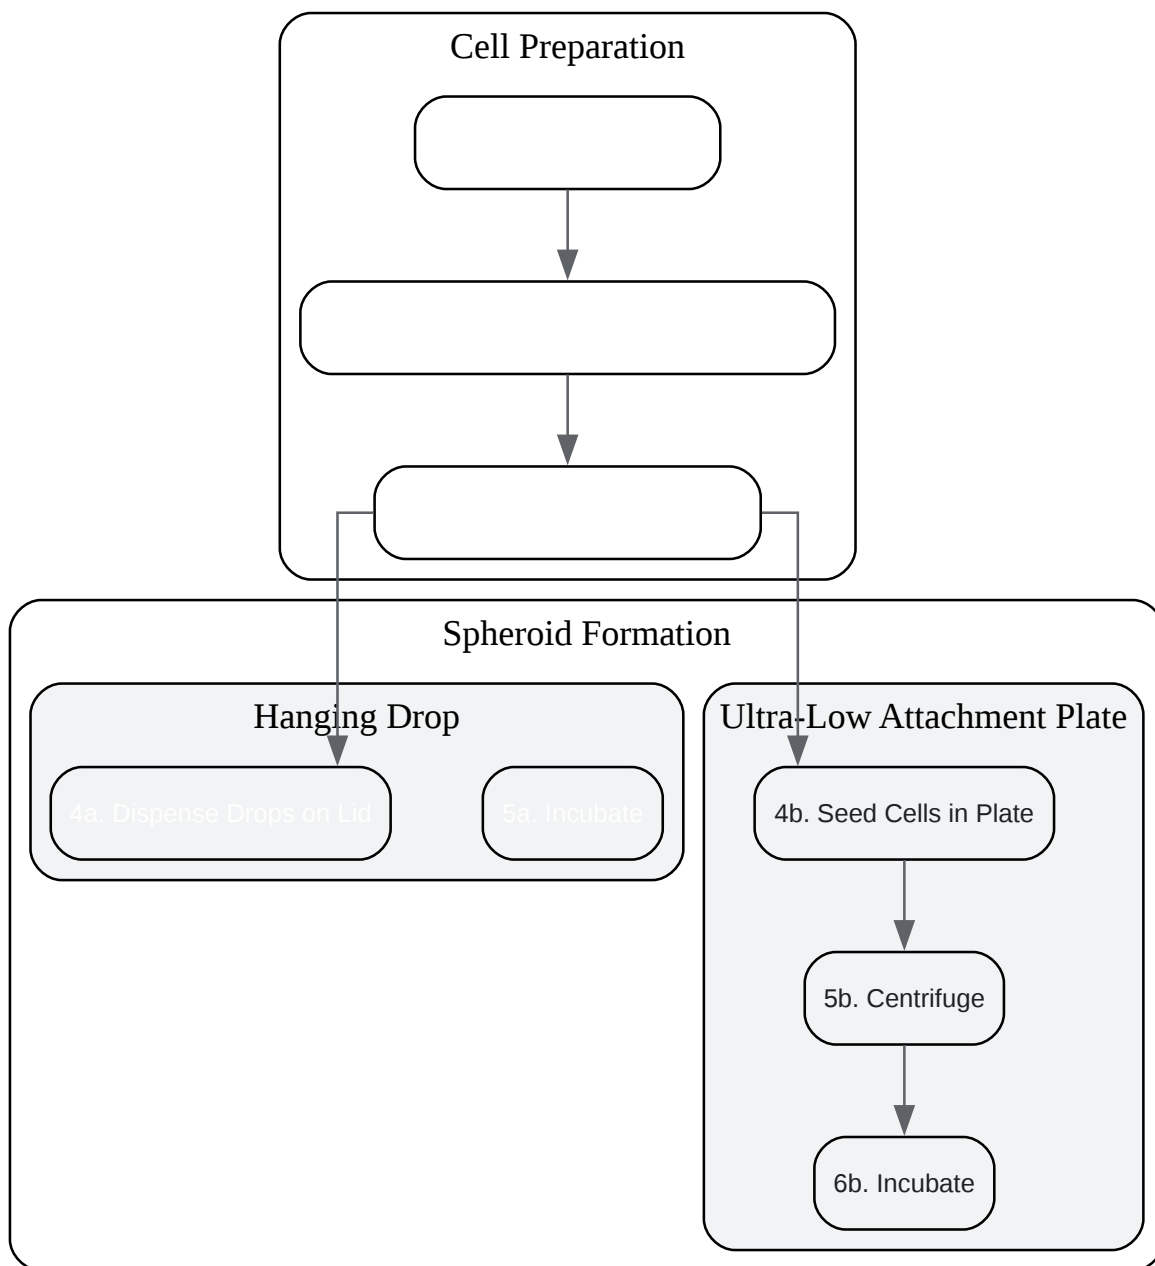 Cell Preparation
Spheroid Formation
Hanging Drop
Ultra-Low Attachment Plate
4a. Dispense Drops on Lid
5a. Incubate
4b. Seed Cells in Plate
5b. Centrifuge
6b. Incubate